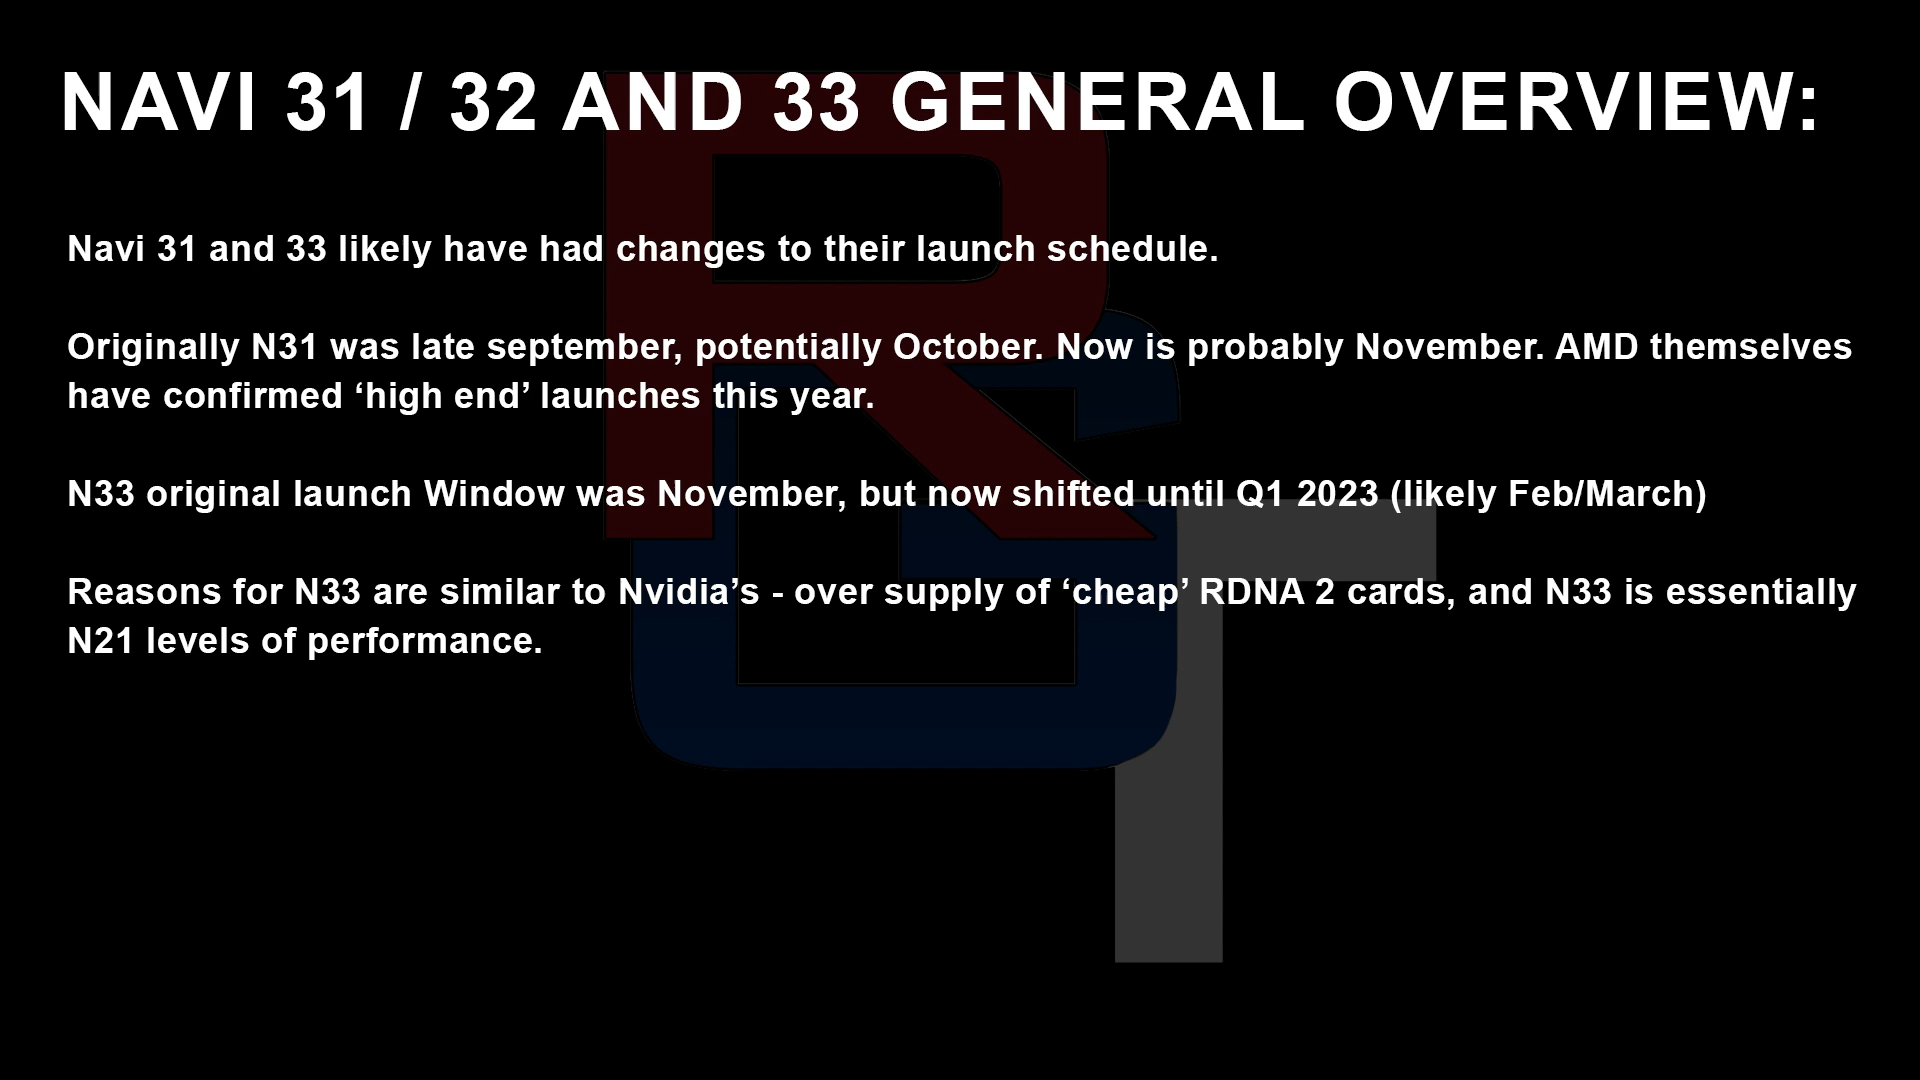 NAVI 31 / 32 AND 33 GENERAL OVERVIEW:
Navi 31 and 33 likely have had changes to their launch schedule.
Originally N31 was late september, potentially October. Now is probably November. AMD themselves
have confirmed ‘high end’ launches this year.
N33 original launch Window was November, but now shifted until Q1 2023 (likely Feb/March)
Reasons for N33 are similar to Nvidia’s - over supply of ‘cheap’ RDNA 2 cards, and N33 is essentially
N21 levels of performance.
RGT